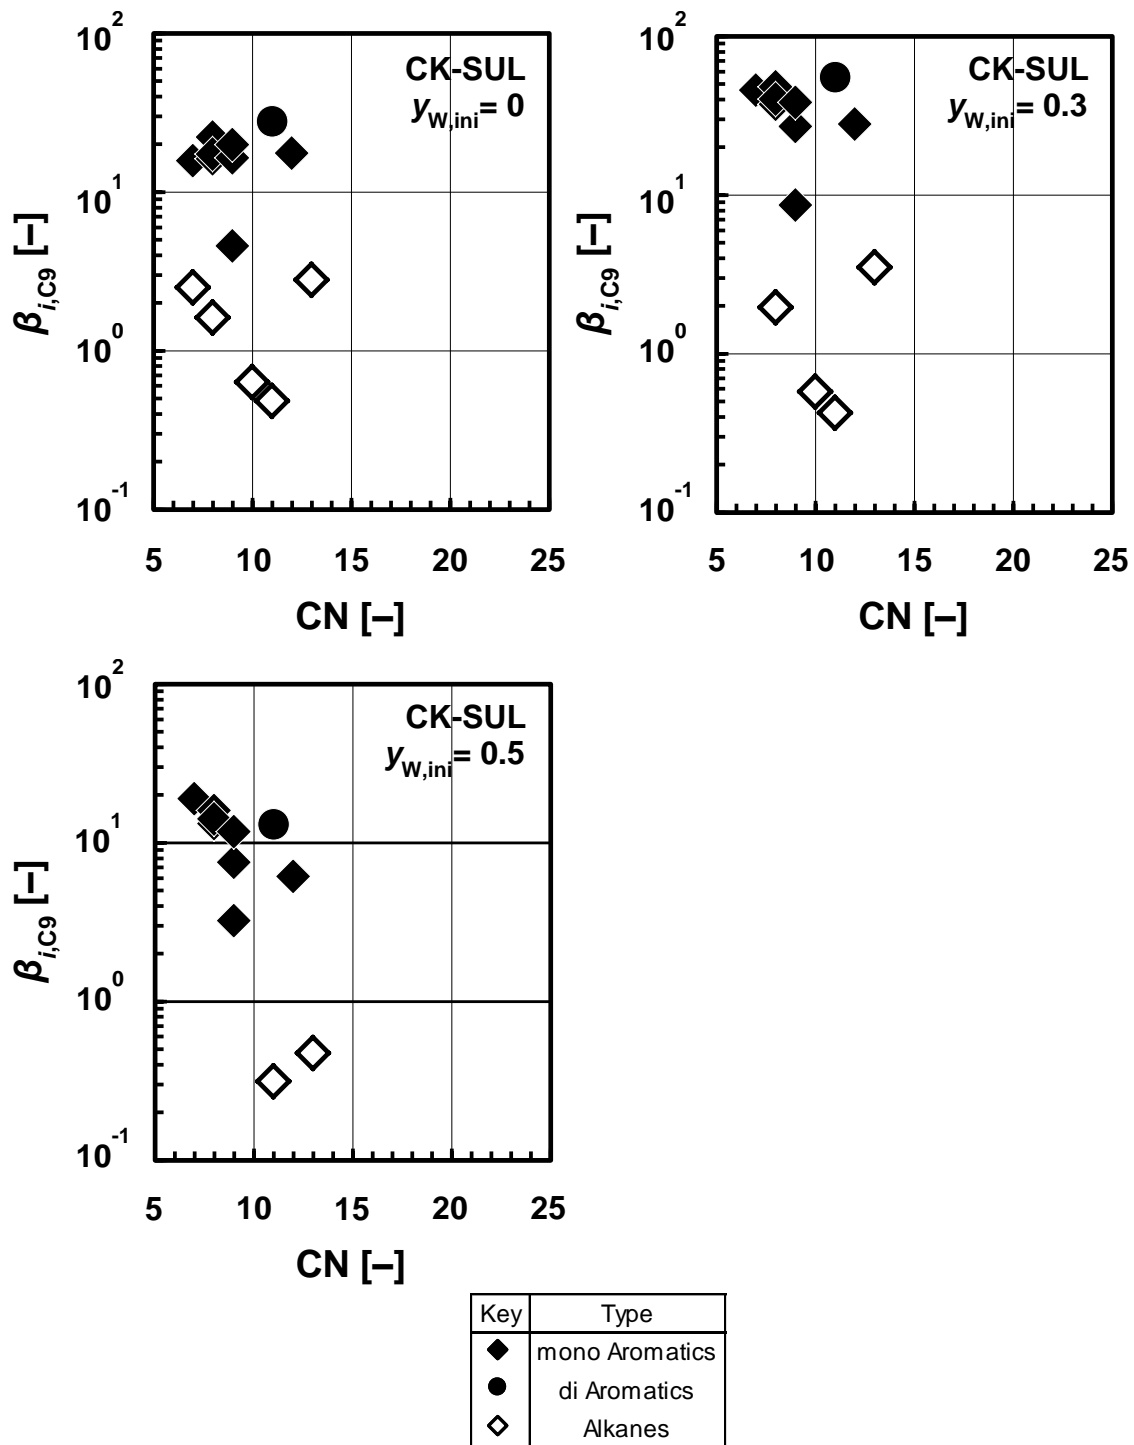 10^2
10^1
10^0
10^-1
β_i,C9 [–]
CK-SUL
y_W,ini = 0
5 10 15 20 25
CN [–]
10^2
10^1
10^0
10^-1
β_i,C9 [–]
CK-SUL
y_W,ini = 0.3
5 10 15 20 25
CN [–]
10^2
10^1
10^0
10^-1
β_i,C9 [–]
CK-SUL
y_W,ini = 0.5
5 10 15 20 25
CN [–]
Key Type
mono Aromatics
di Aromatics
Alkanes